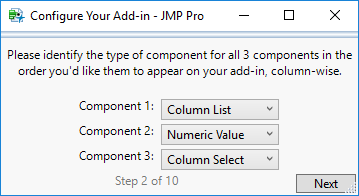 Configure Your Add-in - JMP Pro
Please identify the type of component for all 3 components in the
order you'd like them to appear on your add-in, column-wise.
Component 1: Column List
Component 2: Numeric Value
Component 3: Column Select
Step 2 of 10
Next